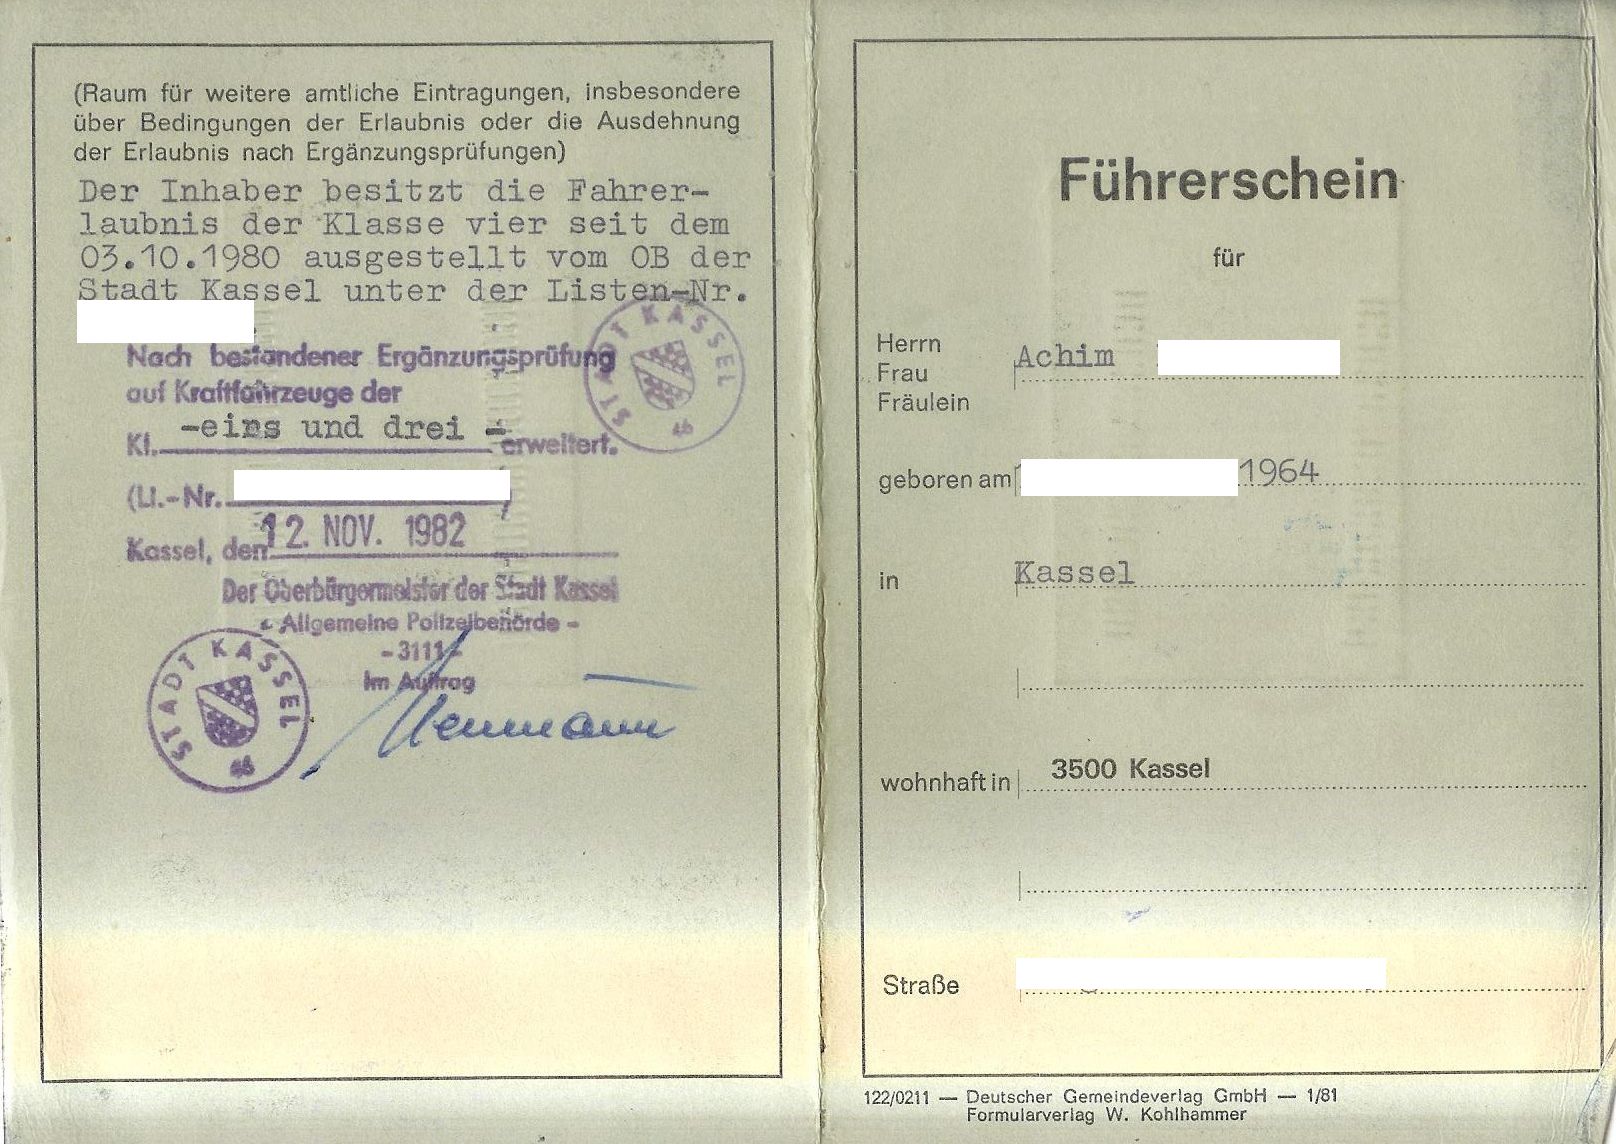 (Raum für weitere amtliche Eintragungen, insbesondere
über Bedingungen der Erlaubnis oder die Ausdehnung
der Erlaubnis nach Ergänzungsprüfungen)
Der Inhaber besitzt die Fahrer-
laubnis der Klasse vier seit dem
03.10.1980 ausgestellt vom OB der
Stadt Kassel unter der Listen-Nr.
STADT KASSEL
46
Nach bestandener Ergänzungsprüfung
auf Kraftfahrzeuge der
Kl. -eins und drei - erweitert.
(Ll.-Nr. )
Kassel, den 12. NOV. 1982
Der Oberbürgermeister der Stadt Kassel
- Allgemeine Polizeibehörde -
- 3111 -
Im Auftrag
STADT KASSEL
46
Führerschein
für
Herrn
Frau
Fräulein
Achim
geboren am 1964
in Kassel
wohnhaft in 3500 Kassel
Straße
122/0211 — Deutscher Gemeindeverlag GmbH — 1/81
Formularverlag W. Kohlhammer